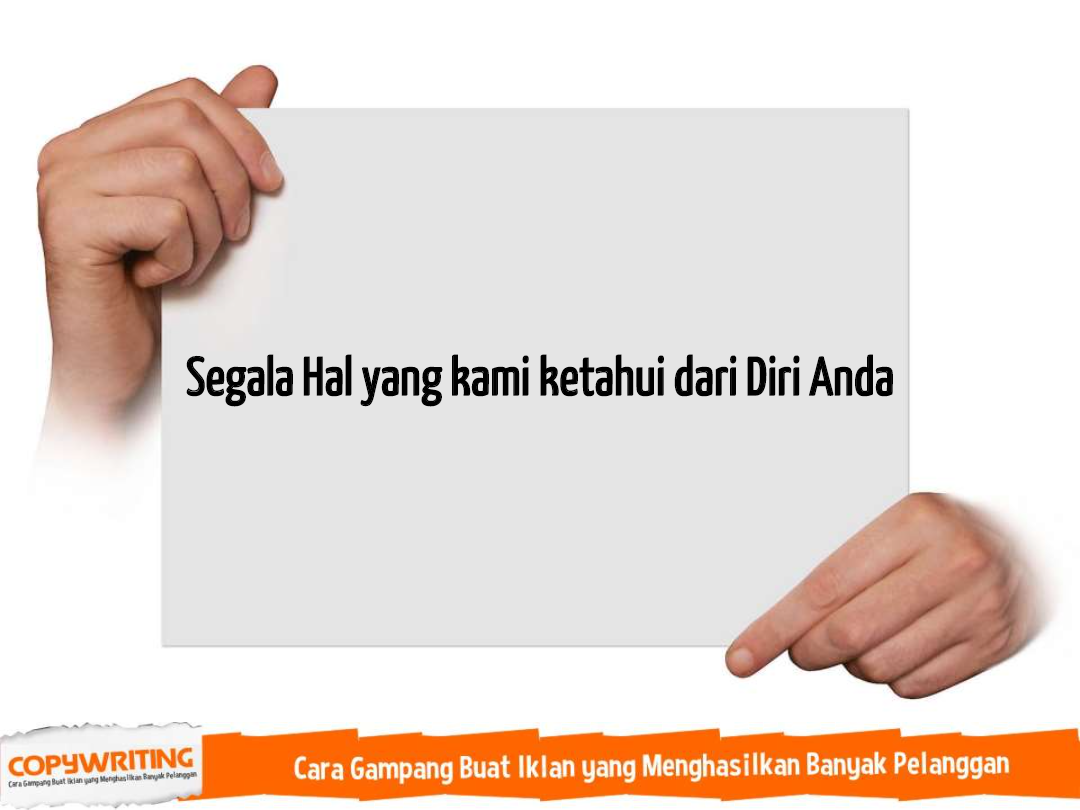 Segala Hal yang kami ketahui dari Diri Anda
COPYWRITING
Cara Gampang Buat Iklan yang Menghasilkan Banyak Pelanggan
Cara Gampang Buat Iklan yang Menghasilkan Banyak Pelanggan